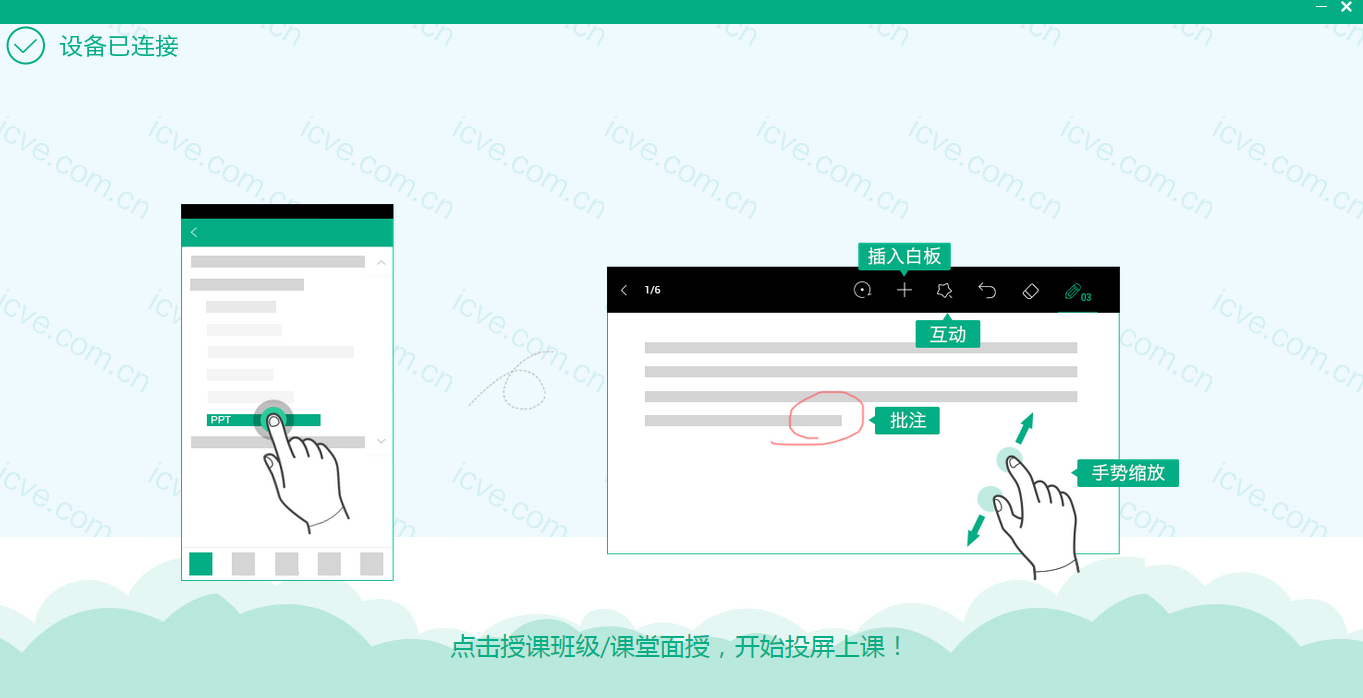 设备已连接
插入白板
1/6
03
互动
PPT
批注
手势缩放
点击授课班级/课堂面授，开始投屏上课！
icve.com.cn